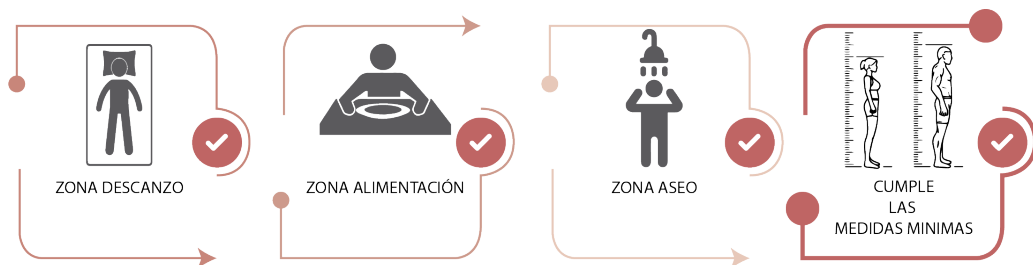 ZONA DESCANZO
ZONA ALIMENTACIÓN
ZONA ASEO
CUMPLE
LAS
MEDIDAS MINIMAS